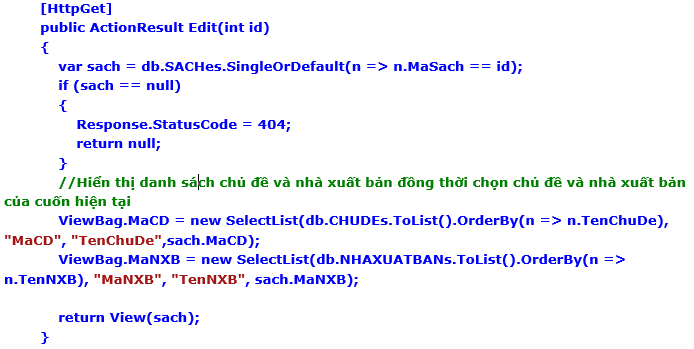 [HttpGet]
public ActionResult Edit(int id)
{
var sach = db.SACHes.SingleOrDefault(n => n.MaSach == id);
if (sach == null)
{
Response.StatusCode = 404;
return null;
}
//Hiển thị danh sách chủ đề và nhà xuất bản đồng thời chọn chủ đề và nhà xuất bản
của cuốn hiện tại
ViewBag.MaCD = new SelectList(db.CHUDEs.ToList().OrderBy(n => n.TenChuDe),
"MaCD", "TenChuDe",sach.MaCD);
ViewBag.MaNXB = new SelectList(db.NHAXUATBANs.ToList().OrderBy(n =>
n.TenNXB), "MaNXB", "TenNXB", sach.MaNXB);
return View(sach);
}